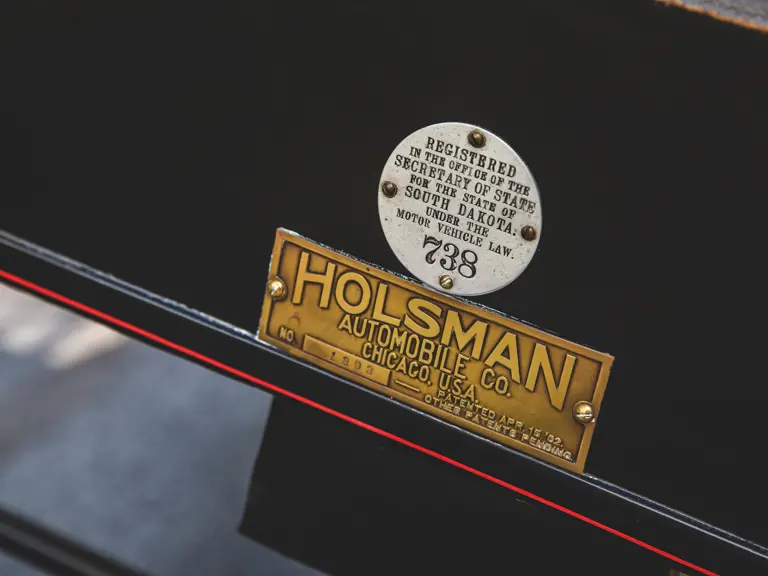 REGISTERED
IN THE OFFICE OF THE
SECRETARY OF STATE
FOR THE STATE OF
SOUTH DAKOTA.
UNDER THE
MOTOR VEHICLE LAW.
738
HOLSMAN
AUTOMOBILE CO.
CHICAGO, U.S.A.
NO.
PATENTED APR. 15 '02.
OTHER PATENTS PENDING.